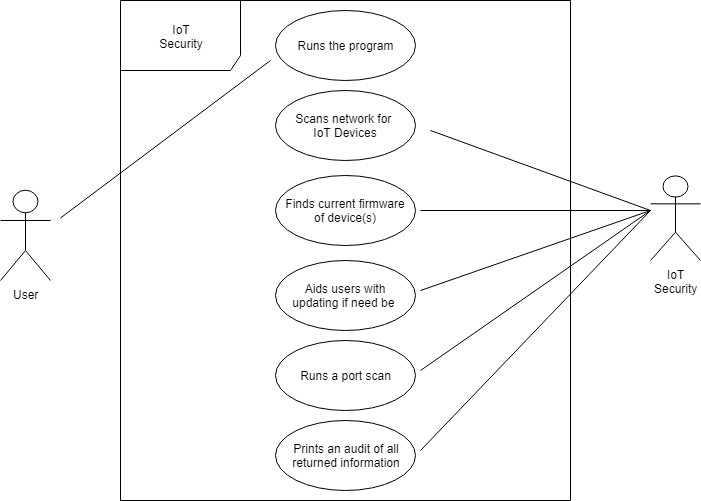 IoT
Security
Runs the program
Scans network for
IoT Devices
Finds current firmware
of device(s)
Aids users with
updating if need be
Runs a port scan
Prints an audit of all
returned information
User
IoT
Security